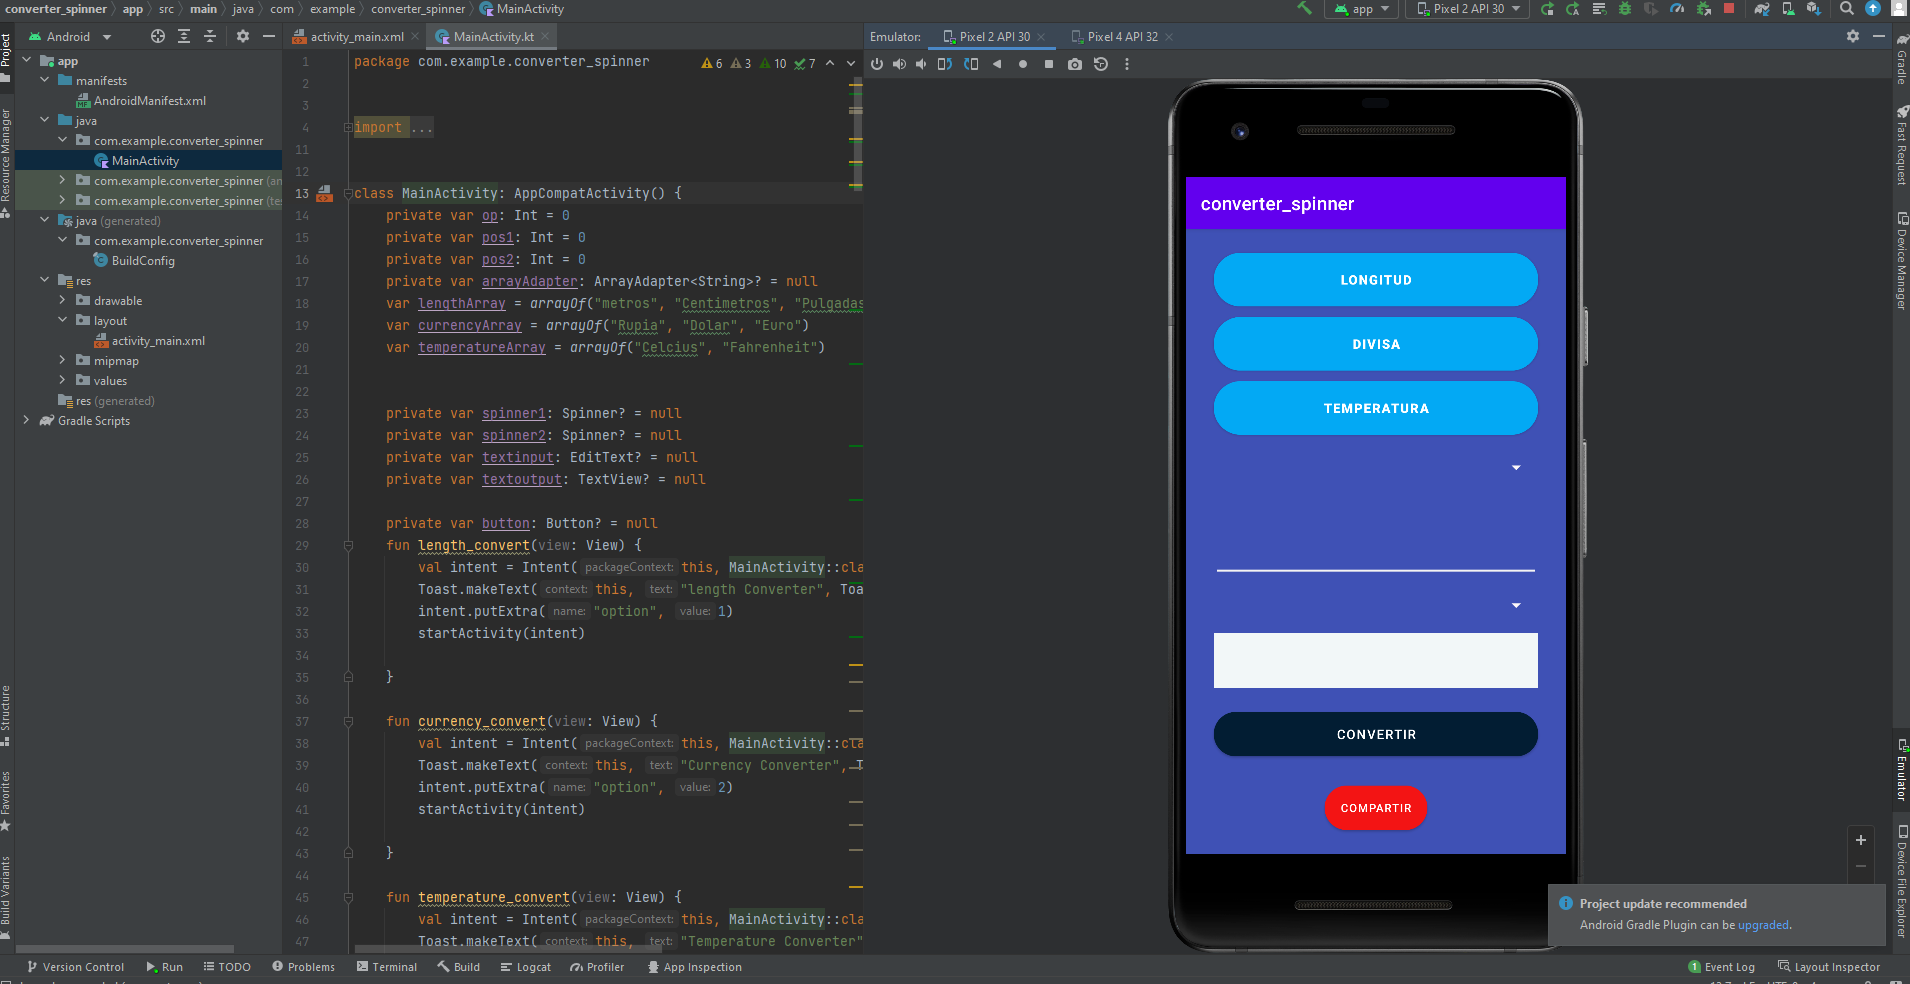 converter_spinner app src main java com example converter_spinner MainActivity
app Pixel 2 API 30
Android
activity_main.xml MainActivity.kt
Emulator: Pixel 2 API 30 Pixel 4 API 32
Project
Resource Manager
Structure
Favorites
Build Variants
app
manifests
AndroidManifest.xml
java
com.example.converter_spinner
MainActivity
com.example.converter_spinner (an
com.example.converter_spinner (tes
java (generated)
com.example.converter_spinner
BuildConfig
res
drawable
layout
activity_main.xml
mipmap
values
res (generated)
Gradle Scripts
6 3 10 7
1 package com.example.converter_spinner
2
3
4 import ...
11
12
13 class MainActivity: AppCompatActivity() {
14 private var op: Int = 0
15 private var pos1: Int = 0
16 private var pos2: Int = 0
17 private var arrayAdapter: ArrayAdapter<String>? = null
18 var lengthArray = arrayOf("metros", "Centimetros", "Pulgadas
19 var currencyArray = arrayOf("Rupia", "Dolar", "Euro")
20 var temperatureArray = arrayOf("Celcius", "Fahrenheit")
21
22
23 private var spinner1: Spinner? = null
24 private var spinner2: Spinner? = null
25 private var textinput: EditText? = null
26 private var textoutput: TextView? = null
27
28 private var button: Button? = null
29 fun length_convert(view: View) {
30 val intent = Intent( packageContext: this, MainActivity::cla
31 Toast.makeText( context: this, text: "length Converter", Toa
32 intent.putExtra( name: "option", value: 1)
33 startActivity(intent)
34
35 }
36
37 fun currency_convert(view: View) {
38 val intent = Intent( packageContext: this, MainActivity::cla
39 Toast.makeText( context: this, text: "Currency Converter", T
40 intent.putExtra( name: "option", value: 2)
41 startActivity(intent)
42
43 }
44
45 fun temperature_convert(view: View) {
46 val intent = Intent( packageContext: this, MainActivity::cla
47 Toast.makeText( context: this, text: "Temperature Converter"
converter_spinner
LONGITUD
DIVISA
TEMPERATURA
CONVERTIR
COMPARTIR
Gradle
Fast Request
Device Manager
Emulator
Device File Explorer
Project update recommended
Android Gradle Plugin can be upgraded.
Version Control Run TODO Problems Terminal Build Logcat Profiler App Inspection
1 Event Log Layout Inspector